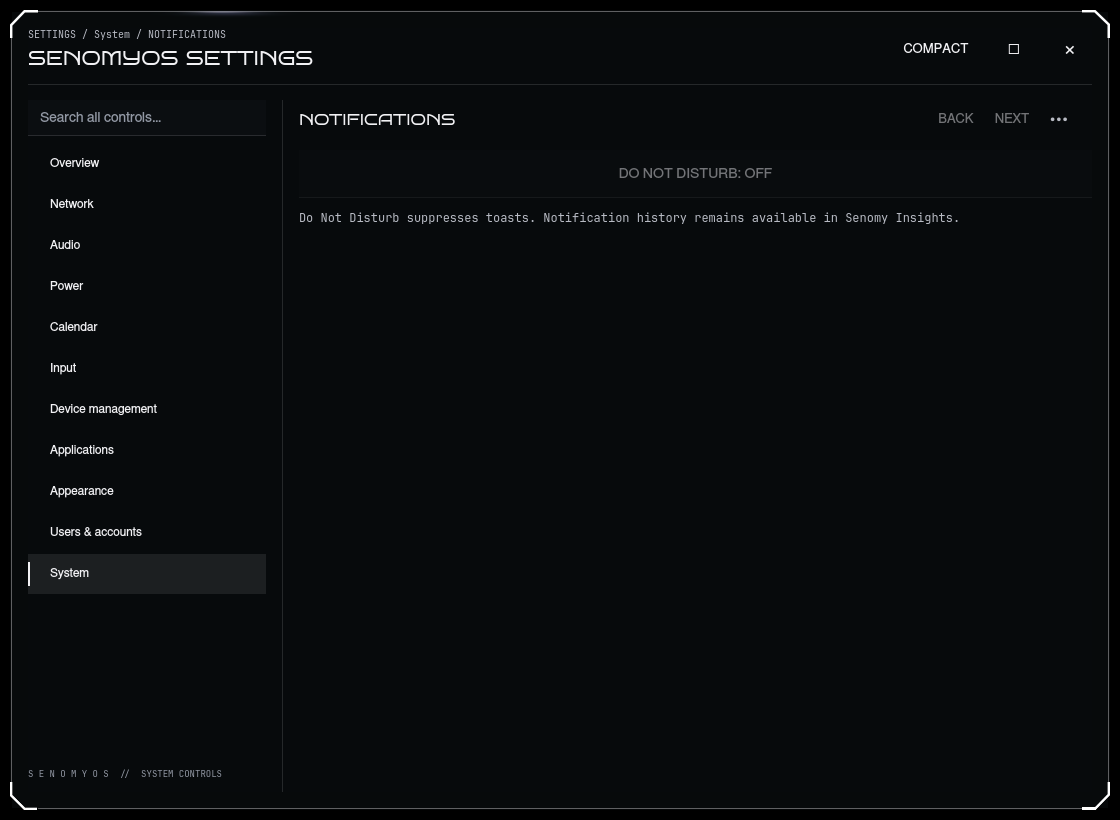 SETTINGS / System / NOTIFICATIONS
SENOMYOS SETTINGS
COMPACT
Search all controls...
Overview
Network
Audio
Power
Calendar
Input
Device management
Applications
Appearance
Users & accounts
System
SENOMYOS // SYSTEM CONTROLS
NOTIFICATIONS
BACK
NEXT
DO NOT DISTURB: OFF
Do Not Disturb suppresses toasts. Notification history remains available in Senomy Insights.